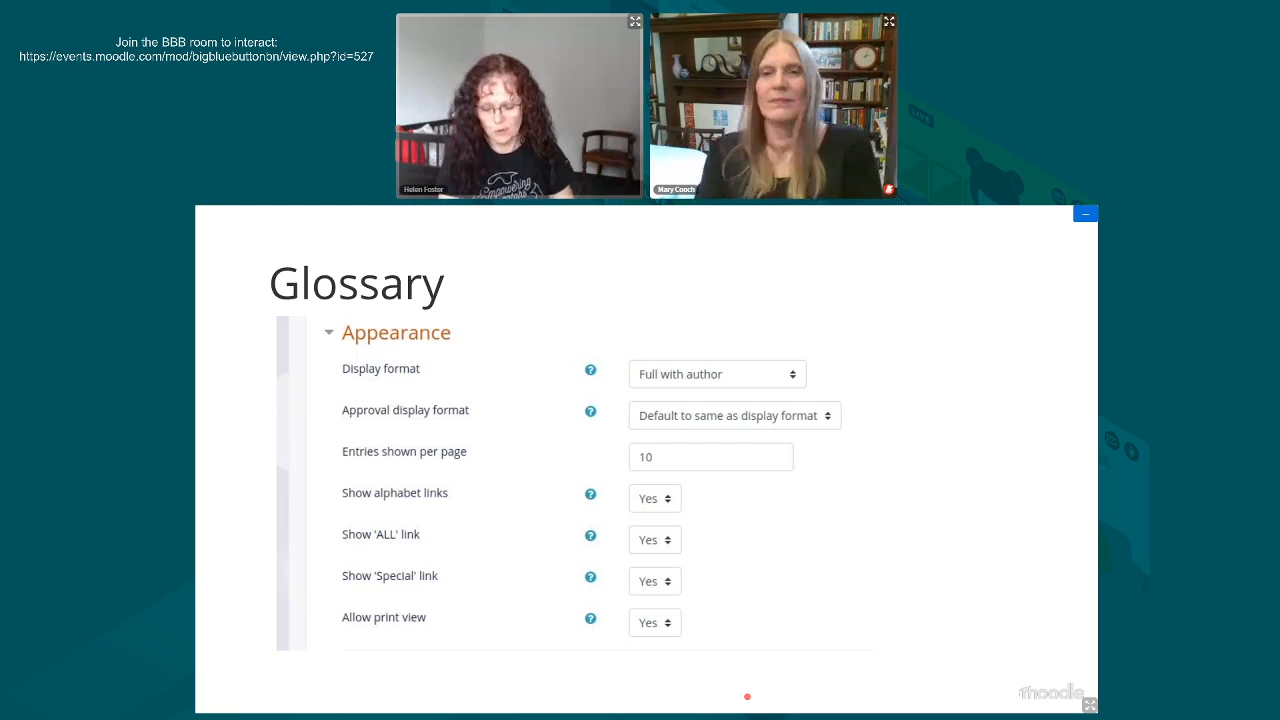 Join the BBB room to interact:
https://events.moodle.com/mod/bigbluebuttonbn/view.php?id=527
Helen Foster
Mary Cooch
LIVE
Empowering
Glossary
Appearance
Display format
Full with author
Approval display format
Default to same as display format
Entries shown per page
10
Show alphabet links
Yes
Show 'ALL' link
Yes
Show 'Special' link
Yes
Allow print view
Yes
moodle